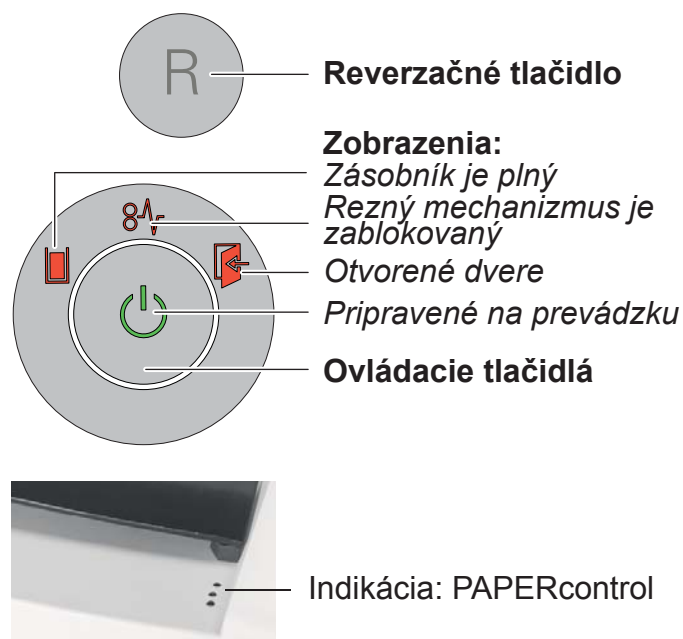 R
Reverzačné tlačidlo
Zobrazenia:
Zásobník je plný
Rezný mechanizmus je
zablokovaný
Otvorené dvere
Pripravené na prevádzku
Ovládacie tlačidlá
Indikácia: PAPERcontrol